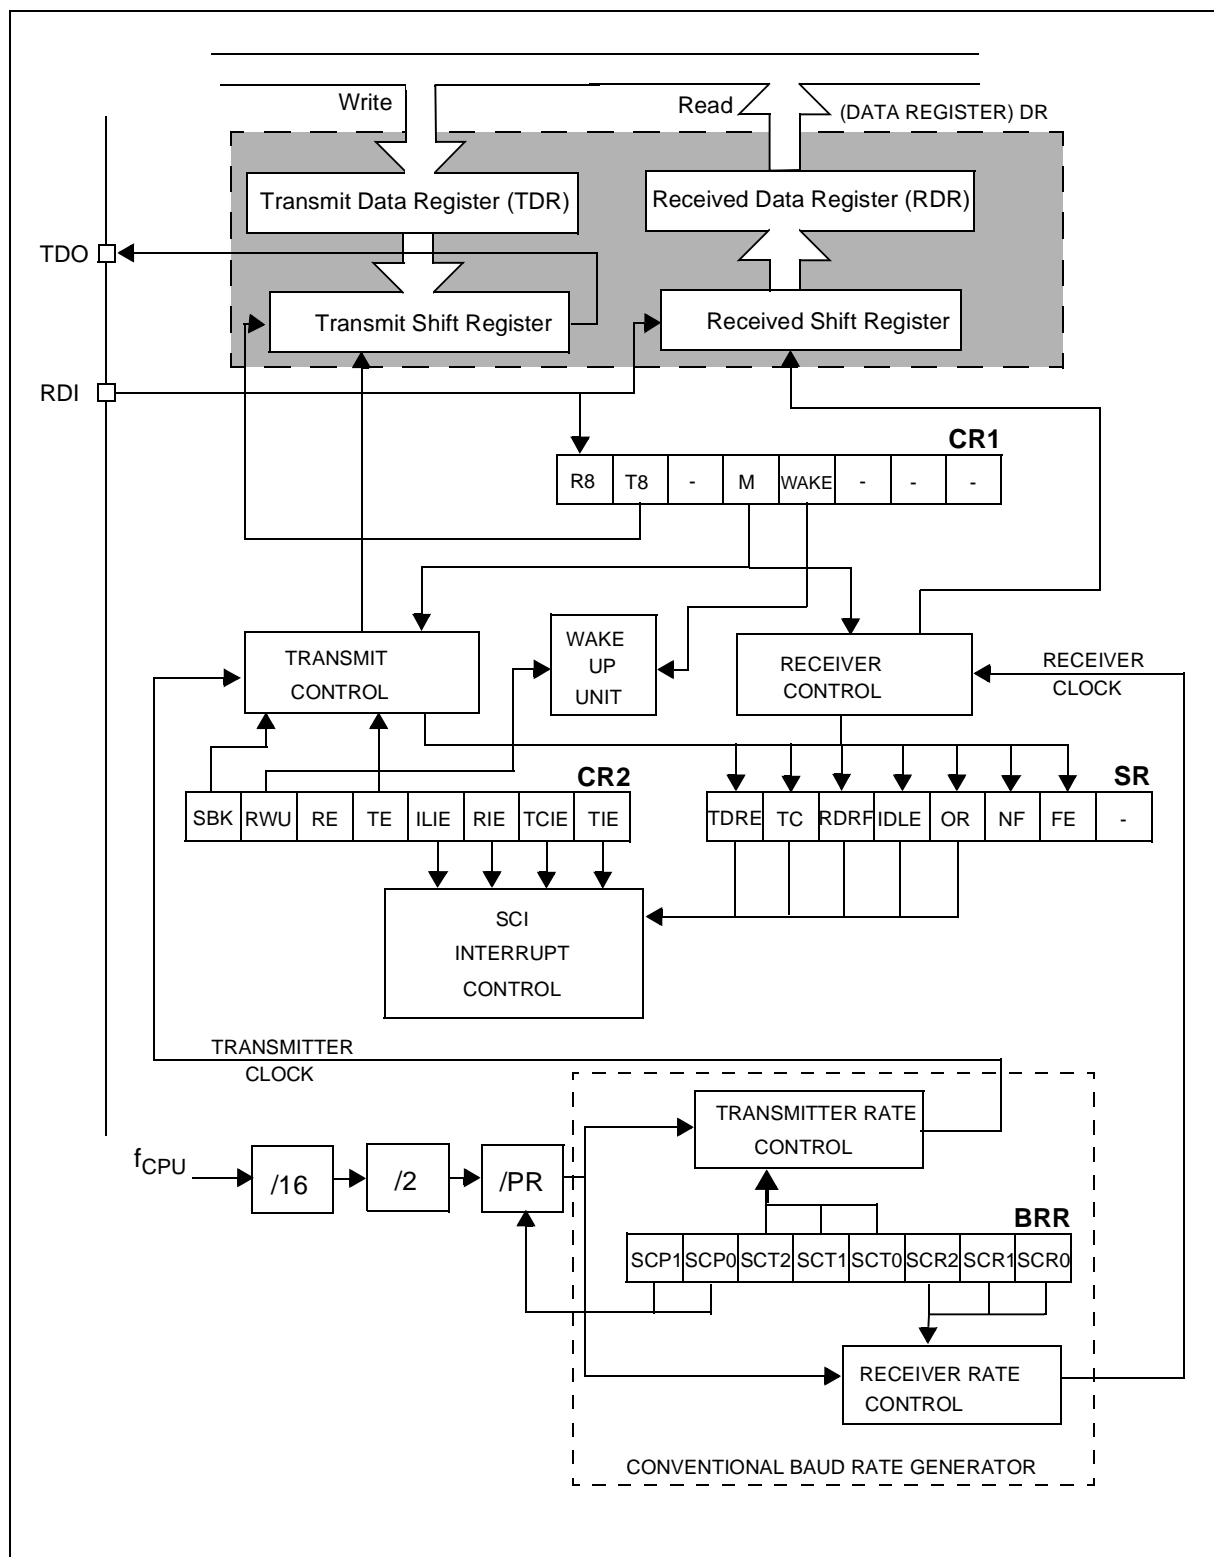 Write
Read
(DATA REGISTER) DR
Transmit Data Register (TDR)
Received Data Register (RDR)
TDO
Transmit Shift Register
Received Shift Register
RDI
CR1
R8 T8 - M WAKE - - -
TRANSMIT
CONTROL
WAKE
UP
UNIT
RECEIVER
CONTROL
RECEIVER
CLOCK
CR2
SBK RWU RE TE ILIE RIE TCIE TIE
SR
TDRE TC RDRF IDLE OR NF FE -
SCI
INTERRUPT
CONTROL
TRANSMITTER
CLOCK
TRANSMITTER RATE
CONTROL
fCPU
/16
/2
/PR
BRR
SCP1 SCP0 SCT2 SCT1 SCT0 SCR2 SCR1 SCR0
RECEIVER RATE
CONTROL
CONVENTIONAL BAUD RATE GENERATOR